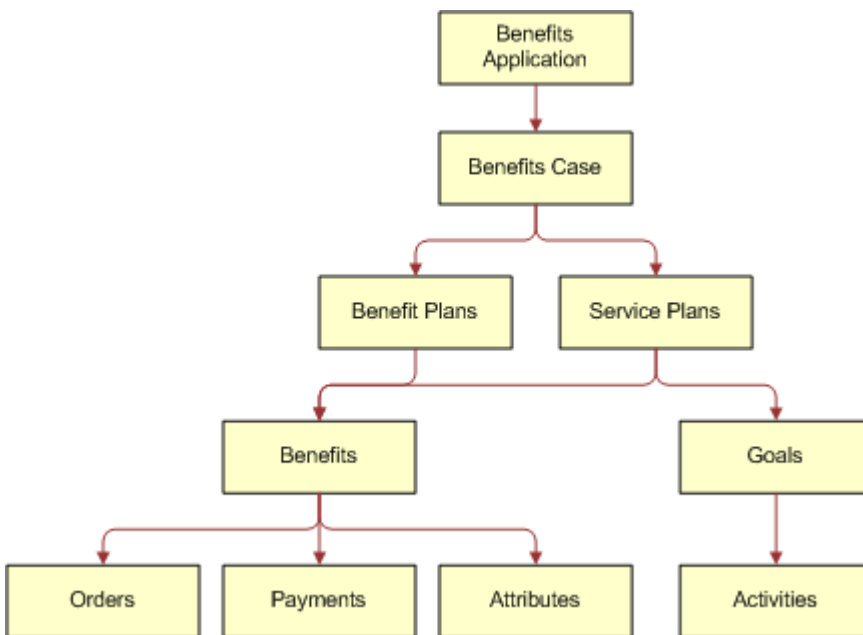 Benefits
Application
Benefits Case
Benefit Plans
Service Plans
Benefits
Goals
Orders
Payments
Attributes
Activities